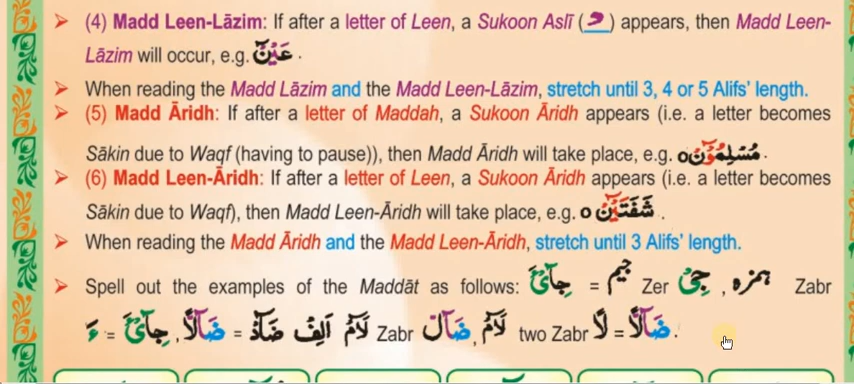 (4) Madd Leen-Lāzim: If after a letter of Leen, a Sukoon Aslī ( ) appears, then Madd Leen-
Lāzim will occur, e.g. عَيْنْ .
When reading the Madd Lāzim and the Madd Leen-Lāzim, stretch until 3, 4 or 5 Alifs’ length.
(5) Madd Āridh: If after a letter of Maddah, a Sukoon Āridh appears (i.e. a letter becomes
Sākin due to Waqf (having to pause)), then Madd Āridh will take place, e.g. مُسْلِمُوْنَ o.
(6) Madd Leen-Āridh: If after a letter of Leen, a Sukoon Āridh appears (i.e. a letter becomes
Sākin due to Waqf), then Madd Leen-Āridh will take place, e.g. شَفَتَيْنِ o .
When reading the Madd Āridh and the Madd Leen-Āridh, stretch until 3 Alifs’ length.
Spell out the examples of the Maddāt as follows: جِآىْٔ = جِيْم Zer جِىْ , ہمزہ Zabr
ءَ = جِآىْٔ , ضَآلًّا = ضَآدْ اَلِفْ لَآمْ Zabr ضَآلْ , لَآمْ two Zabr لًا = ضَآلًّا .